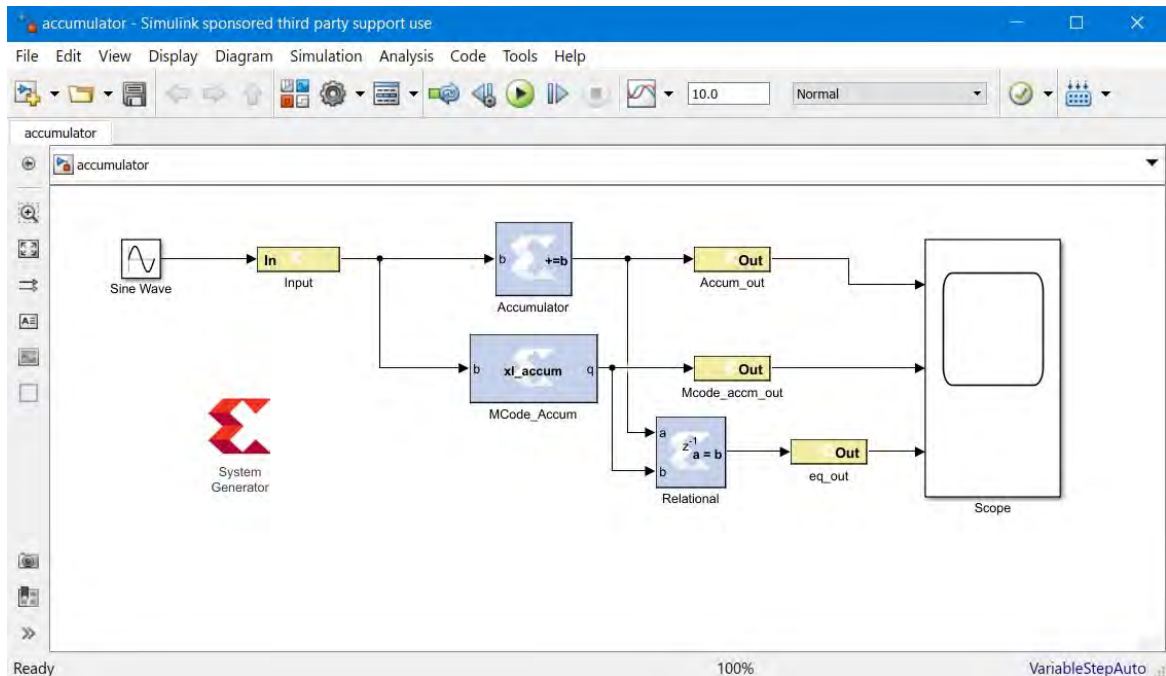 accumulator - Simulink sponsored third party support use
File Edit View Display Diagram Simulation Analysis Code Tools Help
10.0 Normal
accumulator
accumulator
In
Input
Sine Wave
b +=b
Accumulator
Out
Accum_out
b xl_accum q
MCode_Accum
Out
Mcode_accm_out
a
z-1
a = b
b
Relational
Out
eq_out
Scope
System
Generator
Ready 100% VariableStepAuto